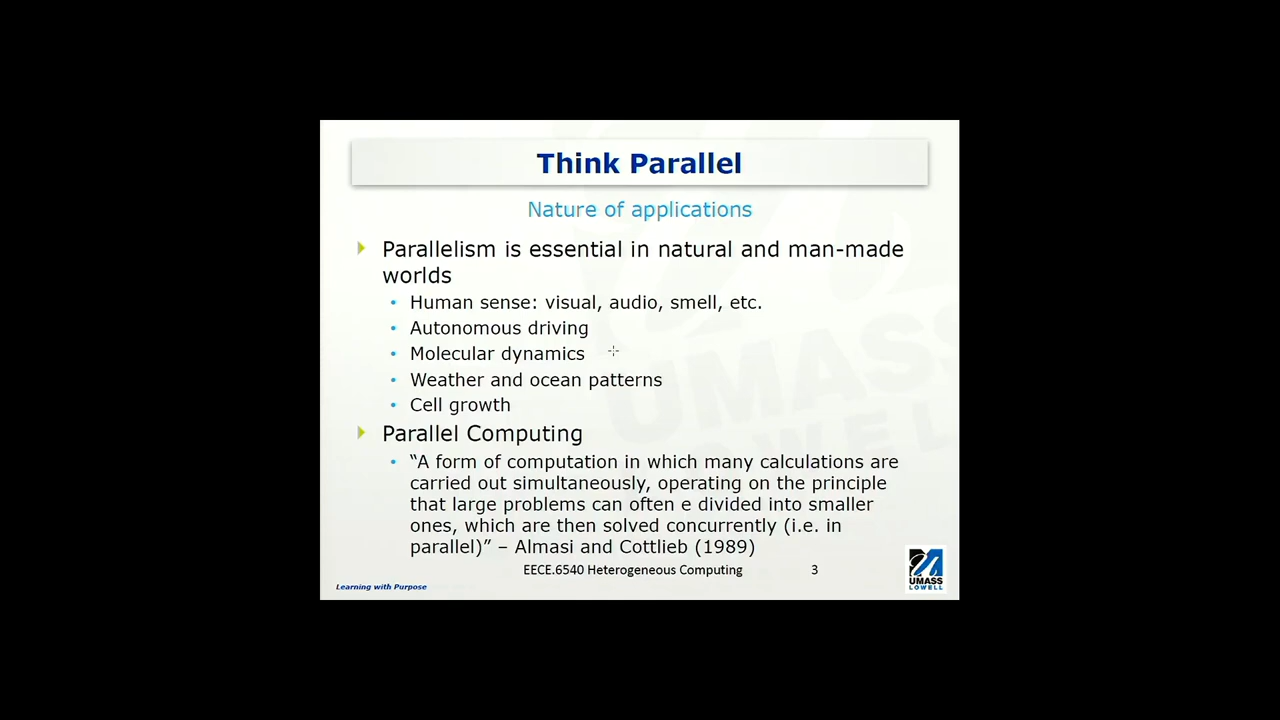 Think Parallel
Nature of applications
Parallelism is essential in natural and man-made
worlds
• Human sense: visual, audio, smell, etc.
• Autonomous driving
• Molecular dynamics
• Weather and ocean patterns
• Cell growth
Parallel Computing
• “A form of computation in which many calculations are
carried out simultaneously, operating on the principle
that large problems can often e divided into smaller
ones, which are then solved concurrently (i.e. in
parallel)” – Almasi and Cottlieb (1989)
EECE.6540 Heterogeneous Computing 3
Learning with Purpose
UMASS
LOWELL
UMASS
LOWELL